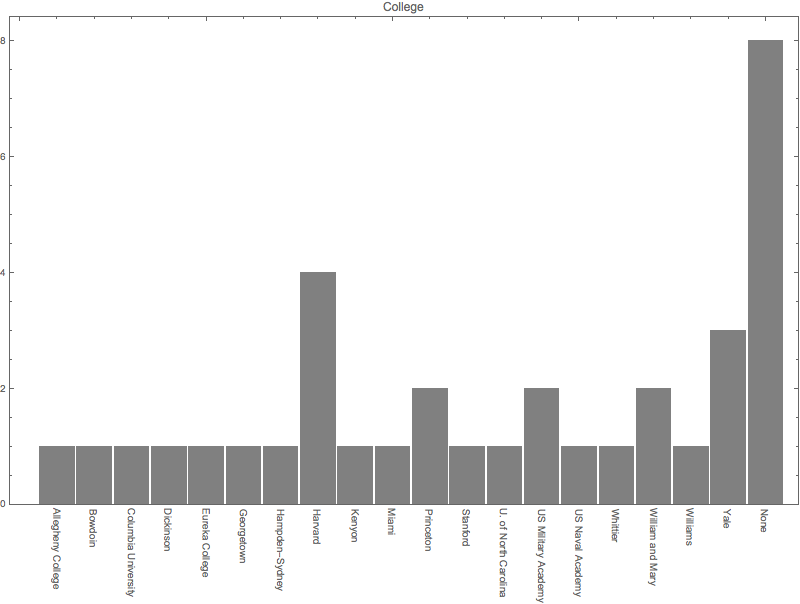 College
8
6
4
2
0
Allegheny College
Bowdoin
Columbia University
Dickinson
Eureka College
Georgetown
Hampden-Sydney
Harvard
Kenyon
Miami
Princeton
Stanford
U. of North Carolina
US Military Academy
US Naval Academy
Whittier
William and Mary
Williams
Yale
None